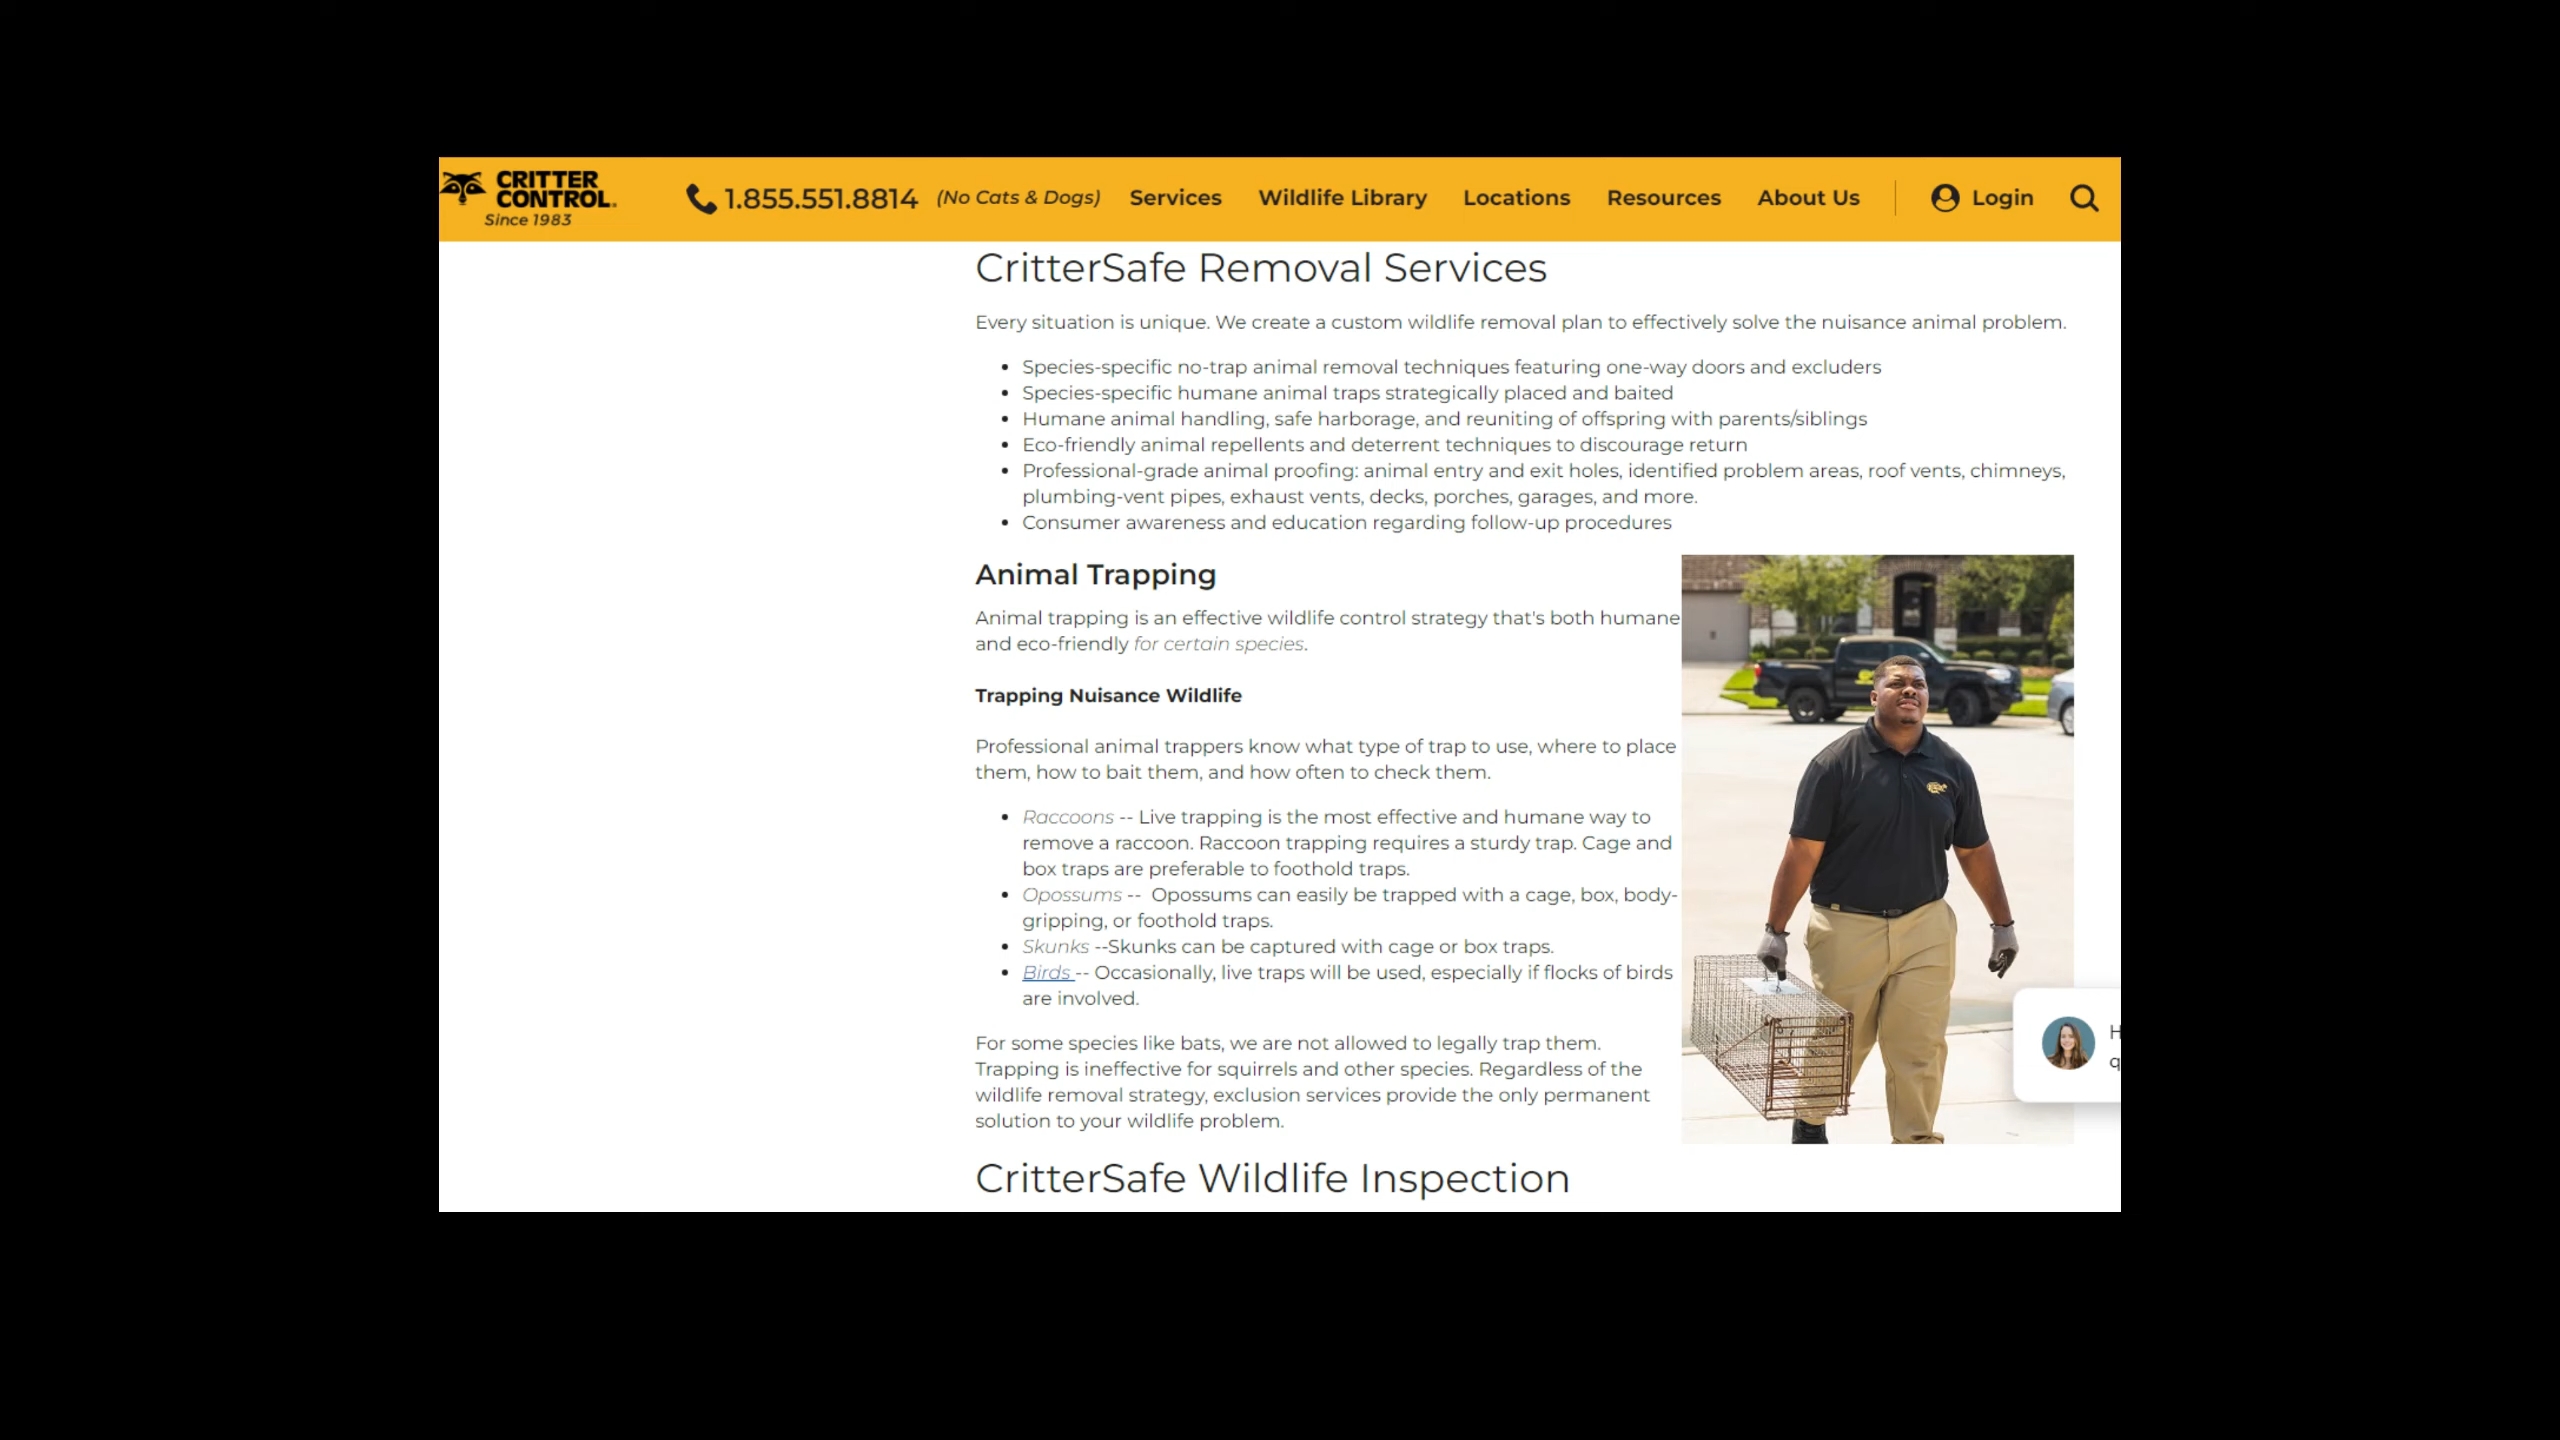 CRITTER
CONTROL.
Since 1983
1.855.551.8814 (No Cats & Dogs) Services Wildlife Library Locations Resources About Us Login
CritterSafe Removal Services
Every situation is unique. We create a custom wildlife removal plan to effectively solve the nuisance animal problem.
• Species-specific no-trap animal removal techniques featuring one-way doors and excluders
• Species-specific humane animal traps strategically placed and baited
• Humane animal handling, safe harborage, and reuniting of offspring with parents/siblings
• Eco-friendly animal repellents and deterrent techniques to discourage return
• Professional-grade animal proofing: animal entry and exit holes, identified problem areas, roof vents, chimneys,
plumbing-vent pipes, exhaust vents, decks, porches, garages, and more.
• Consumer awareness and education regarding follow-up procedures
Animal Trapping
Animal trapping is an effective wildlife control strategy that's both humane
and eco-friendly for certain species.
Trapping Nuisance Wildlife
Professional animal trappers know what type of trap to use, where to place
them, how to bait them, and how often to check them.
• Raccoons -- Live trapping is the most effective and humane way to
remove a raccoon. Raccoon trapping requires a sturdy trap. Cage and
box traps are preferable to foothold traps.
• Opossums -- Opossums can easily be trapped with a cage, box, body-
gripping, or foothold traps.
• Skunks --Skunks can be captured with cage or box traps.
• Birds -- Occasionally, live traps will be used, especially if flocks of birds
are involved.
For some species like bats, we are not allowed to legally trap them.
Trapping is ineffective for squirrels and other species. Regardless of the
wildlife removal strategy, exclusion services provide the only permanent
solution to your wildlife problem.
CritterSafe Wildlife Inspection